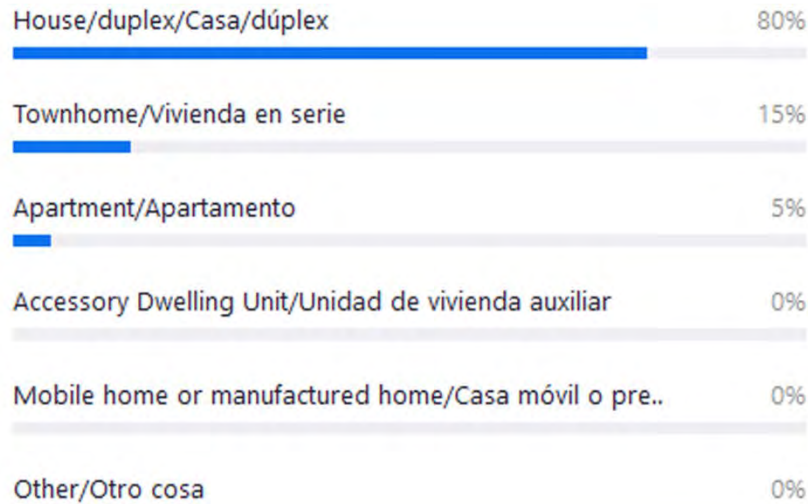 House/duplex/Casa/dúplex 80%
Townhome/Vivienda en serie 15%
Apartment/Apartamento 5%
Accessory Dwelling Unit/Unidad de vivienda auxiliar 0%
Mobile home or manufactured home/Casa móvil o pre.. 0%
Other/Otro cosa 0%